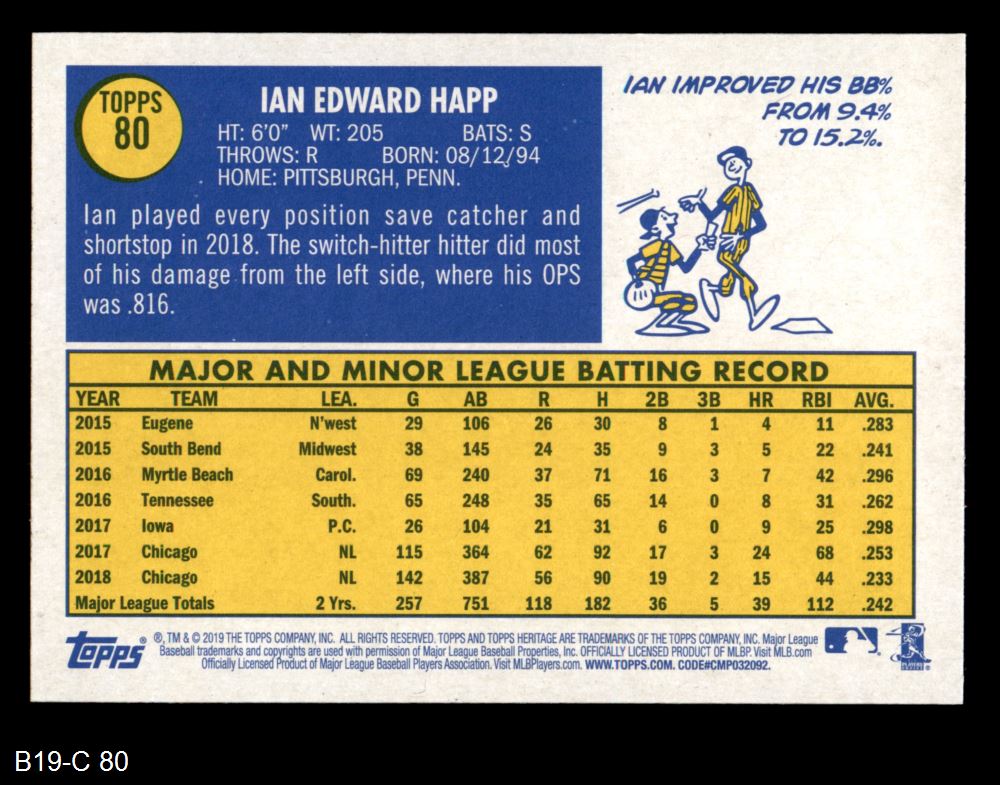 TOPPS
80
IAN EDWARD HAPP
HT: 6'0" WT: 205 BATS: S
THROWS: R BORN: 08/12/94
HOME: PITTSBURGH, PENN.
Ian played every position save catcher and
shortstop in 2018. The switch-hitter hitter did most
of his damage from the left side, where his OPS
was .816.
IAN IMPROVED HIS BB%
FROM 9.4%
TO 15.2%.
MAJOR AND MINOR LEAGUE BATTING RECORD
YEAR TEAM LEA. G AB R H 2B 3B HR RBI AVG.
2015 Eugene N'west 29 106 26 30 8 1 4 11 .283
2015 South Bend Midwest 38 145 24 35 9 3 5 22 .241
2016 Myrtle Beach Carol. 69 240 37 71 16 3 7 42 .296
2016 Tennessee South. 65 248 35 65 14 0 8 31 .262
2017 Iowa P.C. 26 104 21 31 6 0 9 25 .298
2017 Chicago NL 115 364 62 92 17 3 24 68 .253
2018 Chicago NL 142 387 56 90 19 2 15 44 .233
Major League Totals 2 Yrs. 257 751 118 182 36 5 39 112 .242
Topps ® ®, TM & © 2019 THE TOPPS COMPANY, INC. ALL RIGHTS RESERVED. TOPPS AND TOPPS HERITAGE ARE TRADEMARKS OF THE TOPPS COMPANY, INC. Major League
Baseball trademarks and copyrights are used with permission of Major League Baseball Properties, Inc. OFFICIALLY LICENSED PRODUCT OF MLBP. Visit MLB.com
Officially Licensed Product of Major League Baseball Players Association. Visit MLBPlayers.com. WWW.TOPPS.COM. CODE#CMP032092.
B19-C 80